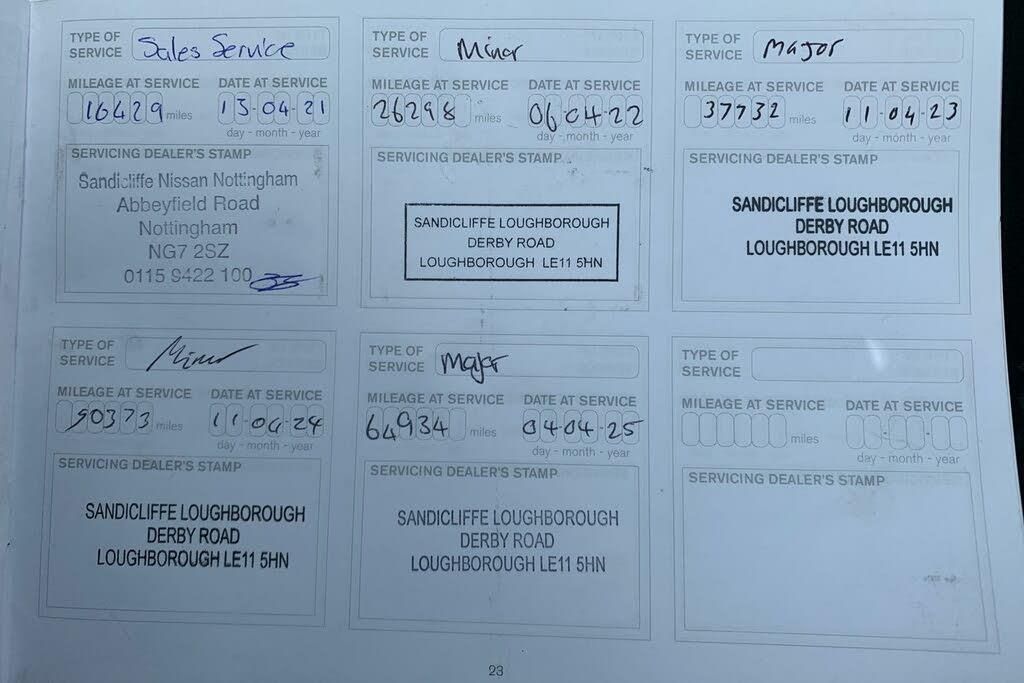 TYPE OF SERVICE Sales Service
MILEAGE AT SERVICE DATE AT SERVICE
16429 miles 15-04-21
day - month - year
SERVICING DEALER'S STAMP
Sandicliffe Nissan Nottingham
Abbeyfield Road
Nottingham
NG7 2SZ
0115 9422 100
TYPE OF SERVICE Minor
MILEAGE AT SERVICE DATE AT SERVICE
26298 miles 06-04-22
day - month - year
SERVICING DEALER'S STAMP
SANDICLIFFE LOUGHBOROUGH
DERBY ROAD
LOUGHBOROUGH LE11 5HN
TYPE OF SERVICE Major
MILEAGE AT SERVICE DATE AT SERVICE
37732 miles 11-04-23
day - month - year
SERVICING DEALER'S STAMP
SANDICLIFFE LOUGHBOROUGH
DERBY ROAD
LOUGHBOROUGH LE11 5HN
TYPE OF SERVICE Minor
MILEAGE AT SERVICE DATE AT SERVICE
50373 miles 11-04-24
day - month - year
SERVICING DEALER'S STAMP
SANDICLIFFE LOUGHBOROUGH
DERBY ROAD
LOUGHBOROUGH LE11 5HN
TYPE OF SERVICE Major
MILEAGE AT SERVICE DATE AT SERVICE
64934 miles 04-04-25
day - month - year
SERVICING DEALER'S STAMP
SANDICLIFFE LOUGHBOROUGH
DERBY ROAD
LOUGHBOROUGH LE11 5HN
TYPE OF SERVICE
MILEAGE AT SERVICE DATE AT SERVICE
miles
day - month - year
SERVICING DEALER'S STAMP
23